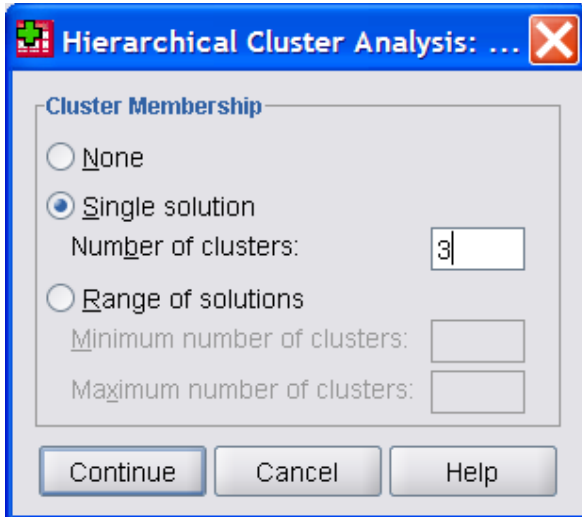 Hierarchical Cluster Analysis: ...
Cluster Membership
None
Single solution
Number of clusters: 3
Range of solutions
Minimum number of clusters:
Maximum number of clusters:
Continue Cancel Help